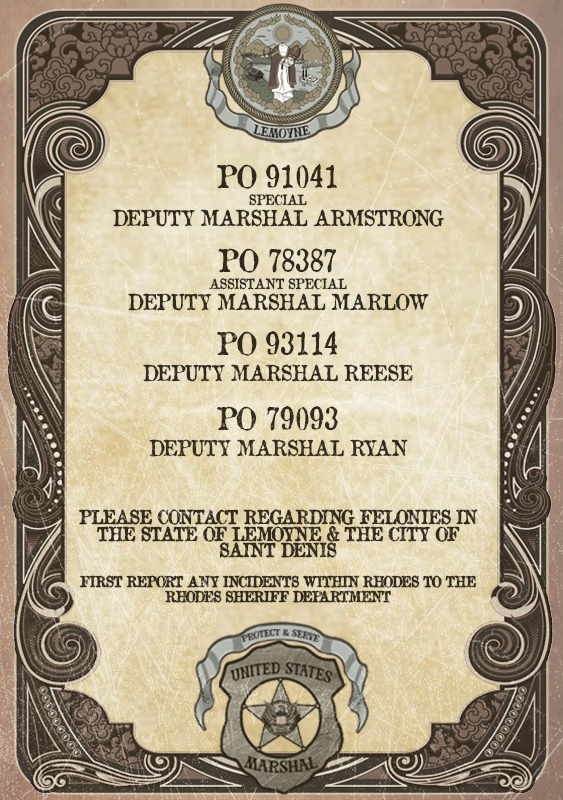 LEMOYNE
PO 91041
SPECIAL
DEPUTY MARSHAL ARMSTRONG
PO 78387
ASSISTANT SPECIAL
DEPUTY MARSHAL MARLOW
PO 93114
DEPUTY MARSHAL REESE
PO 79093
DEPUTY MARSHAL RYAN
PLEASE CONTACT REGARDING FELONIES IN
THE STATE OF LEMOYNE & THE CITY OF
SAINT DENIS
FIRST REPORT ANY INCIDENTS WITHIN RHODES TO THE
RHODES SHERIFF DEPARTMENT
PROTECT & SERVE
UNITED STATES
MARSHAL